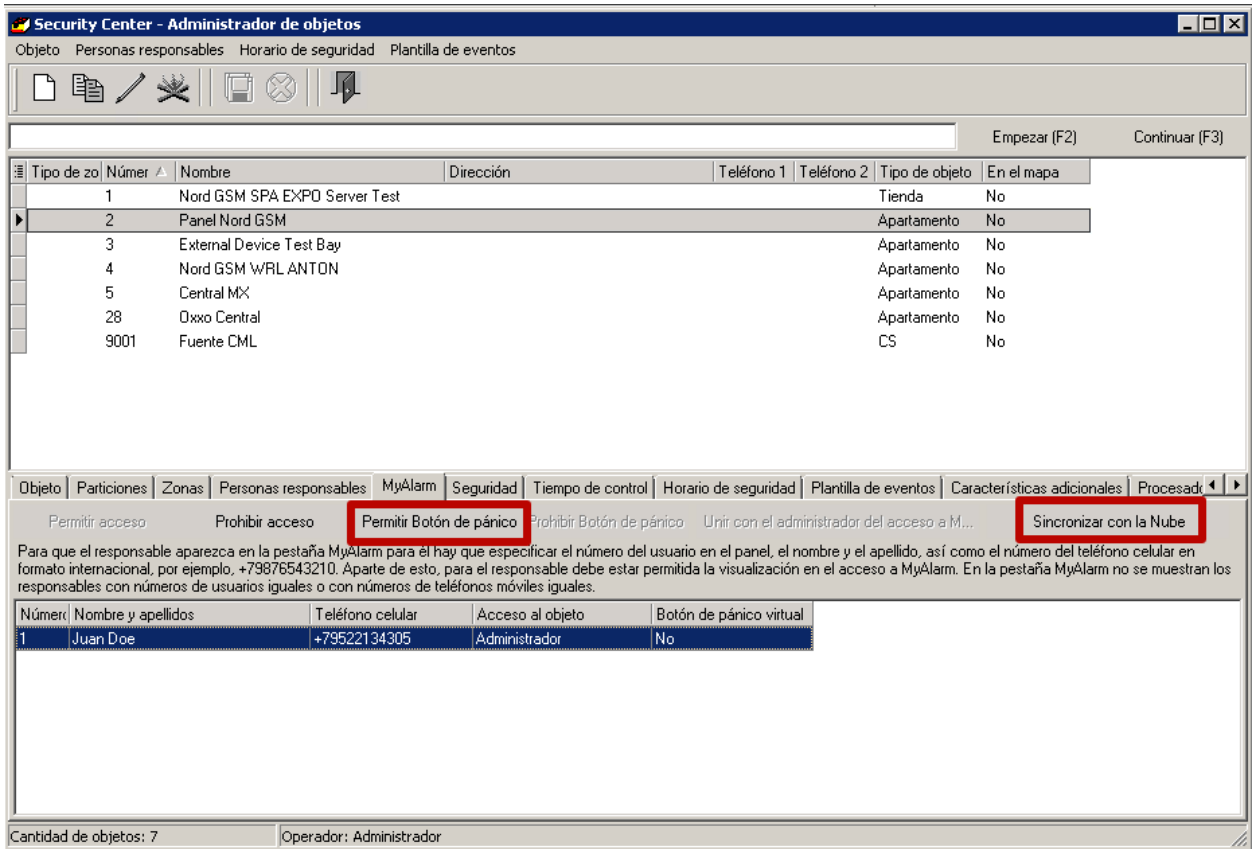 Security Center - Administrador de objetos
Objeto Personas responsables Horario de seguridad Plantilla de eventos
Empezar (F2) Continuar (F3)
Tipo de zo Númer Nombre Dirección Teléfono 1 Teléfono 2 Tipo de objeto En el mapa
1 Nord GSM SPA EXPO Server Test Tienda No
2 Panel Nord GSM Apartamento No
3 External Device Test Bay Apartamento No
4 Nord GSM WRL ANTON Apartamento No
5 Central MX Apartamento No
28 Oxxo Central Apartamento No
9001 Fuente CML CS No
Objeto Particiones Zonas Personas responsables MyAlarm Seguridad Tiempo de control Horario de seguridad Plantilla de eventos Características adicionales Procesado
Permitir acceso Prohibir acceso Permitir Botón de pánico Prohibir Botón de pánico Unir con el administrador del acceso a M... Sincronizar con la Nube
Para que el responsable aparezca en la pestaña MyAlarm para él hay que especificar el número del usuario en el panel, el nombre y el apellido, así como el número del teléfono celular en
formato internacional, por ejemplo, +79876543210. Aparte de esto, para el responsable debe estar permitida la visualización en el acceso a MyAlarm. En la pestaña MyAlarm no se muestran los
responsables con números de usuarios iguales o con números de teléfonos móviles iguales.
Número Nombre y apellidos Teléfono celular Acceso al objeto Botón de pánico virtual
1 Juan Doe +79522134305 Administrador No
Cantidad de objetos: 7 Operador: Administrador